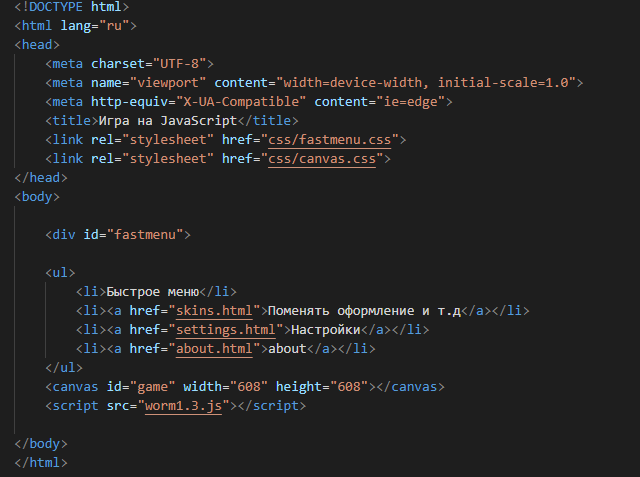 <!DOCTYPE html>
<html lang="ru">
<head>
    <meta charset="UTF-8">
    <meta name="viewport" content="width=device-width, initial-scale=1.0">
    <meta http-equiv="X-UA-Compatible" content="ie=edge">
    <title>Игра на JavaScript</title>
    <link rel="stylesheet" href="css/fastmenu.css">
    <link rel="stylesheet" href="css/canvas.css">
</head>
<body>
    <div id="fastmenu">
    <ul>
        <li>Быстрое меню</li>
        <li><a href="skins.html">Поменять оформление и т.д</a></li>
        <li><a href="settings.html">Настройки</a></li>
        <li><a href="about.html">about</a></li>
    </ul>
    <canvas id="game" width="608" height="608"></canvas>
    <script src="worm1.3.js"></script>
</body>
</html>